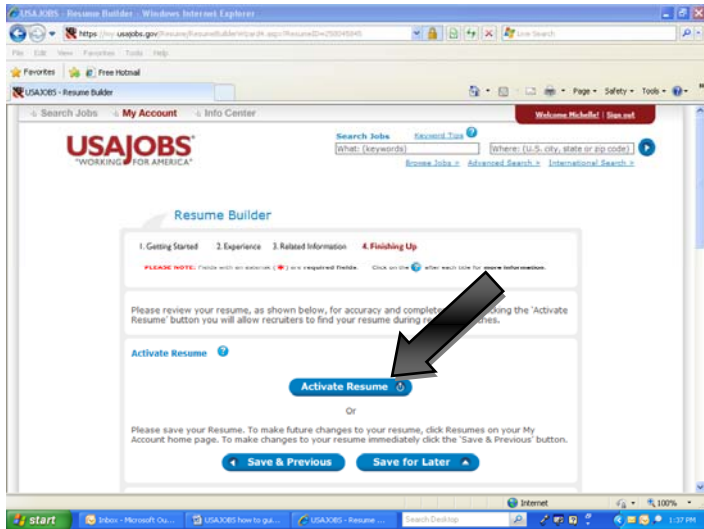 USAJOBS - Resume Builder - Windows Internet Explorer
https://my.usajobs.gov
Live Search
File Edit View Favorites Tools Help
Favorites Free Hotmail
USAJOBS - Resume Builder
Page Safety Tools
Search Jobs My Account Info Center
Welcome Michelle! | Sign out
USAJOBS
"WORKING FOR AMERICA"
Search Jobs Keyword Tips
What: (keywords) Where: (U.S. city, state or zip code)
Browse Jobs > Advanced Search > International Search >
Resume Builder
1. Getting Started 2. Experience 3. Related Information 4. Finishing Up
PLEASE NOTE: Fields with an asterisk (*) are required fields. Click on the ? after each title for more information.
Please review your resume, as shown below, for accuracy and complete king the 'Activate
Resume' button you will allow recruiters to find your resume during re ches.
Activate Resume
Activate Resume
Or
Please save your Resume. To make future changes to your resume, click Resumes on your My
Account home page. To make changes to your resume immediately click the 'Save & Previous' button.
Save & Previous Save for Later
Internet 100%
start Inbox - Microsoft Ou... USAJOBS how to gui... USAJOBS - Resume ... Search Desktop 1:37 PM